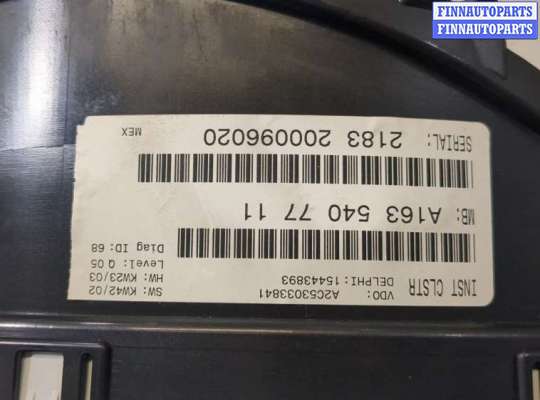 FINNAUTOPARTS
FINNAUTOPARTS
INST CLSTR
VDO: A2C53033841
DELPHI: 15443893
SW: KW42/02
HW: KW23/03
Level: Q 05
Diag ID: 68
MB: A163 540 77 11
SERIAL: 2183 200096020
MEX